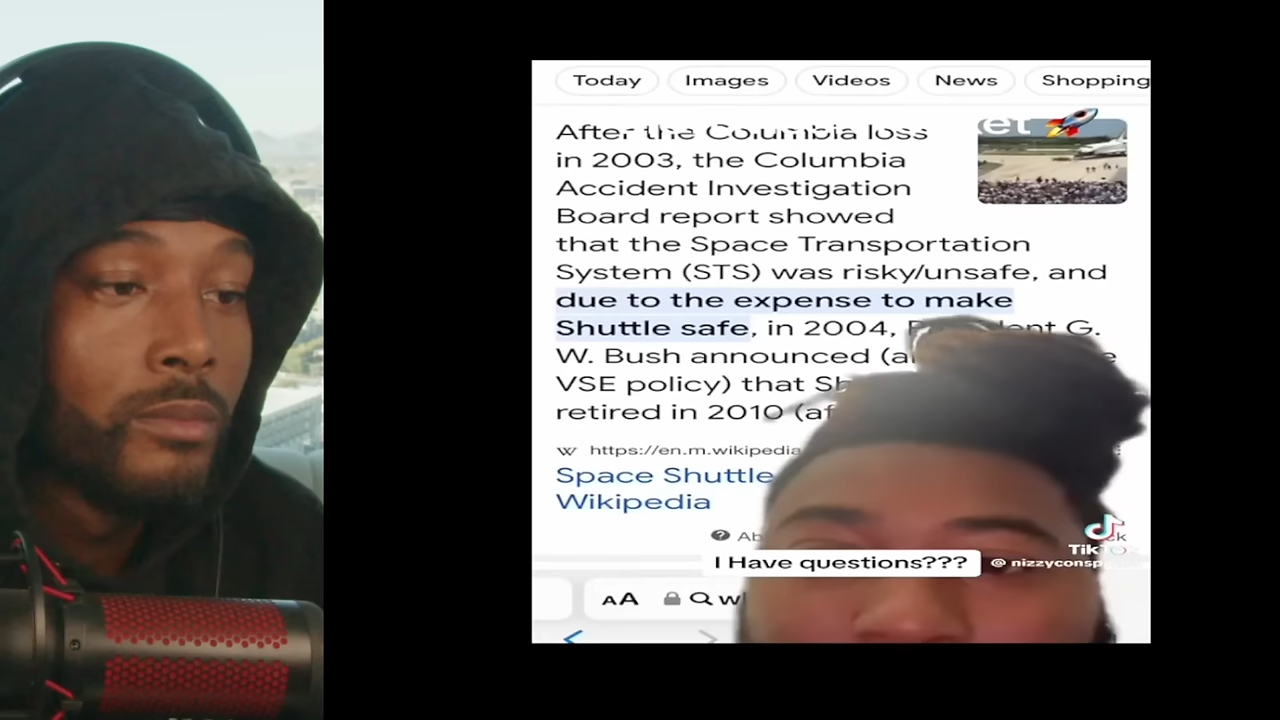 Today Images Videos News Shopping
et
After the Columbia loss
in 2003, the Columbia
Accident Investigation
Board report showed
that the Space Transportation
System (STS) was risky/unsafe, and
due to the expense to make
Shuttle safe, in 2004, G.
W. Bush announced
VSE policy) that
retired in 2010
W https://en.m.wikipedia
Space Shuttle
Wikipedia
TikTok
I Have questions???
@nizzyconsp
AA